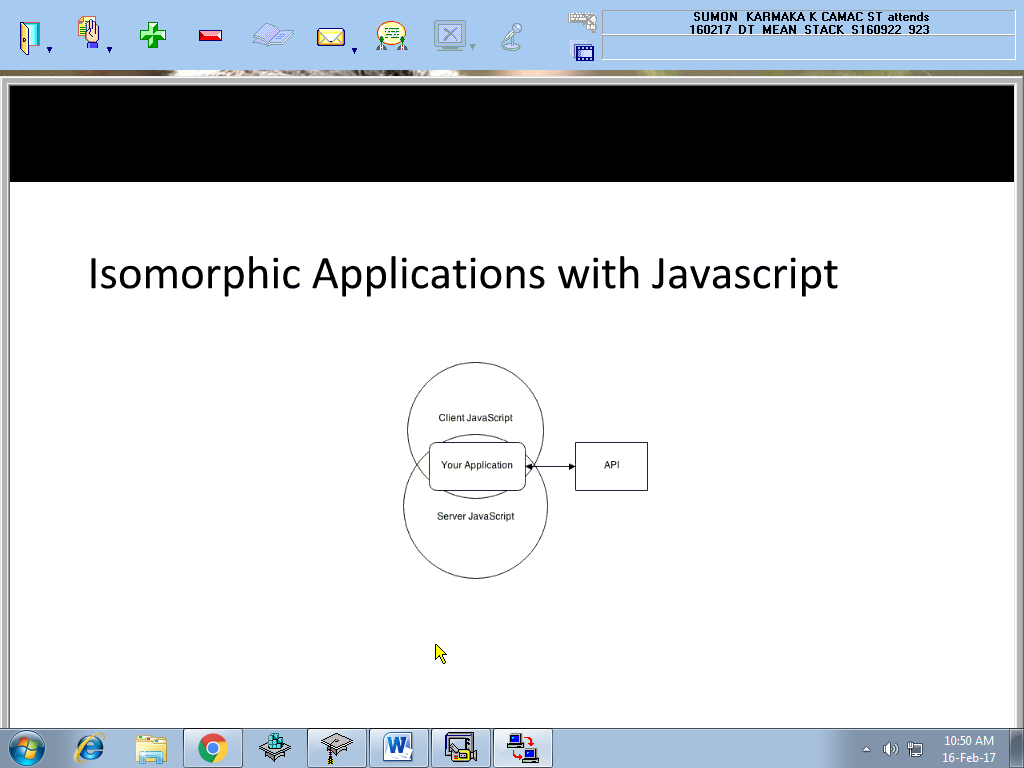 SUMON KARMAKA K CAMAC ST attends
160217 DT MEAN STACK S160922 923
Isomorphic Applications with Javascript
Client JavaScript
Your Application
API
Server JavaScript
10:50 AM
16-Feb-17